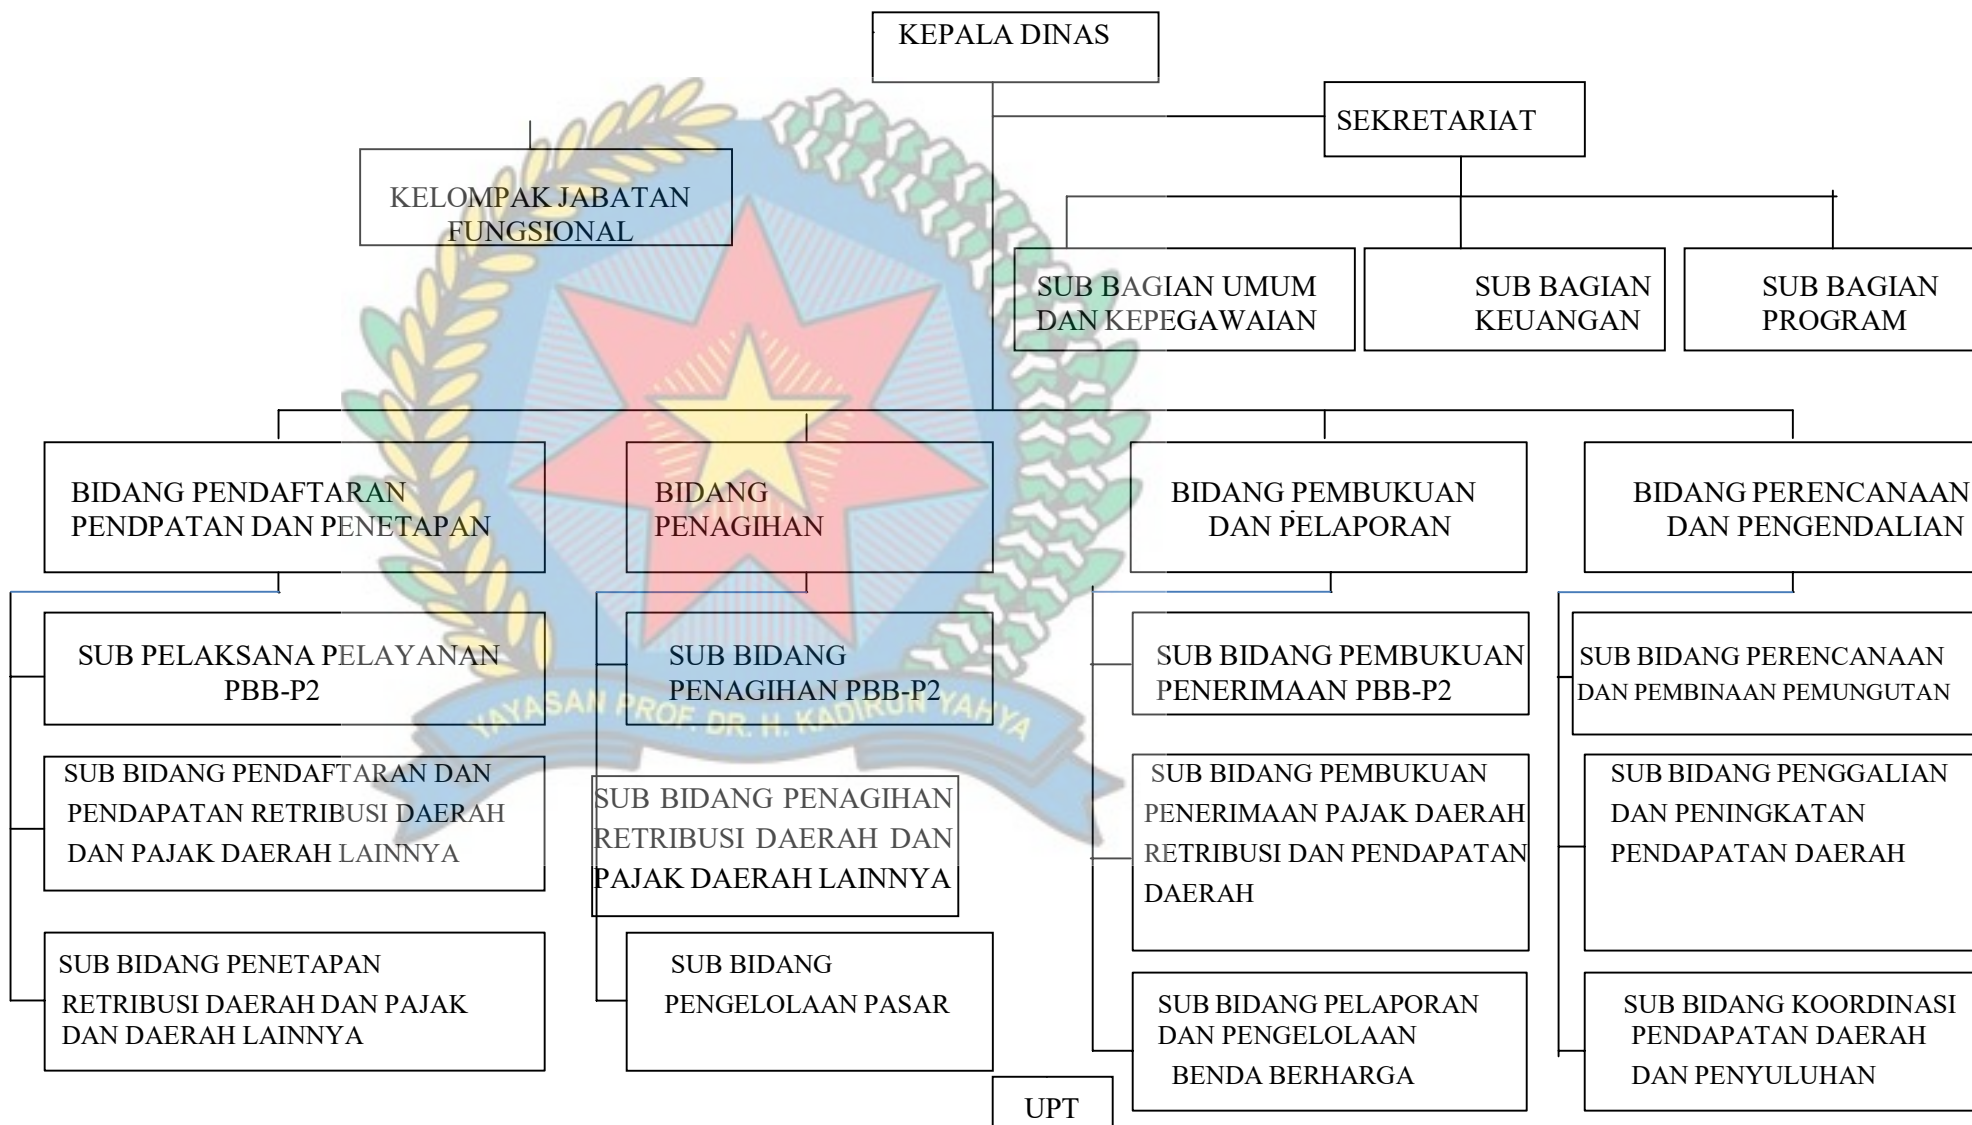 KEPALA DINAS
SEKRETARIAT
KELOMPAK JABATAN
FUNGSIONAL
SUB BAGIAN UMUM
DAN KEPEGAWAIAN
SUB BAGIAN
KEUANGAN
SUB BAGIAN
PROGRAM
BIDANG PENDAFTARAN
PENDPATAN DAN PENETAPAN
BIDANG
PENAGIHAN
BIDANG PEMBUKUAN
DAN PELAPORAN
BIDANG PERENCANAAN
DAN PENGENDALIAN
SUB PELAKSANA PELAYANAN
PBB-P2
SUB BIDANG
PENAGIHAN PBB-P2
SUB BIDANG PEMBUKUAN
PENERIMAAN PBB-P2
SUB BIDANG PERENCANAAN
DAN PEMBINAAN PEMUNGUTAN
YAYASAN PROF. DR. H. KADIRUN YAHYA
SUB BIDANG PENDAFTARAN DAN
PENDAPATAN RETRIBUSI DAERAH
DAN PAJAK DAERAH LAINNYA
SUB BIDANG PENAGIHAN
RETRIBUSI DAERAH DAN
PAJAK DAERAH LAINNYA
SUB BIDANG PEMBUKUAN
PENERIMAAN PAJAK DAERAH
RETRIBUSI DAN PENDAPATAN
DAERAH
SUB BIDANG PENGGALIAN
DAN PENINGKATAN
PENDAPATAN DAERAH
SUB BIDANG PENETAPAN
RETRIBUSI DAERAH DAN PAJAK
DAN DAERAH LAINNYA
SUB BIDANG
PENGELOLAAN PASAR
SUB BIDANG PELAPORAN
DAN PENGELOLAAN
BENDA BERHARGA
SUB BIDANG KOORDINASI
PENDAPATAN DAERAH
DAN PENYULUHAN
UPT